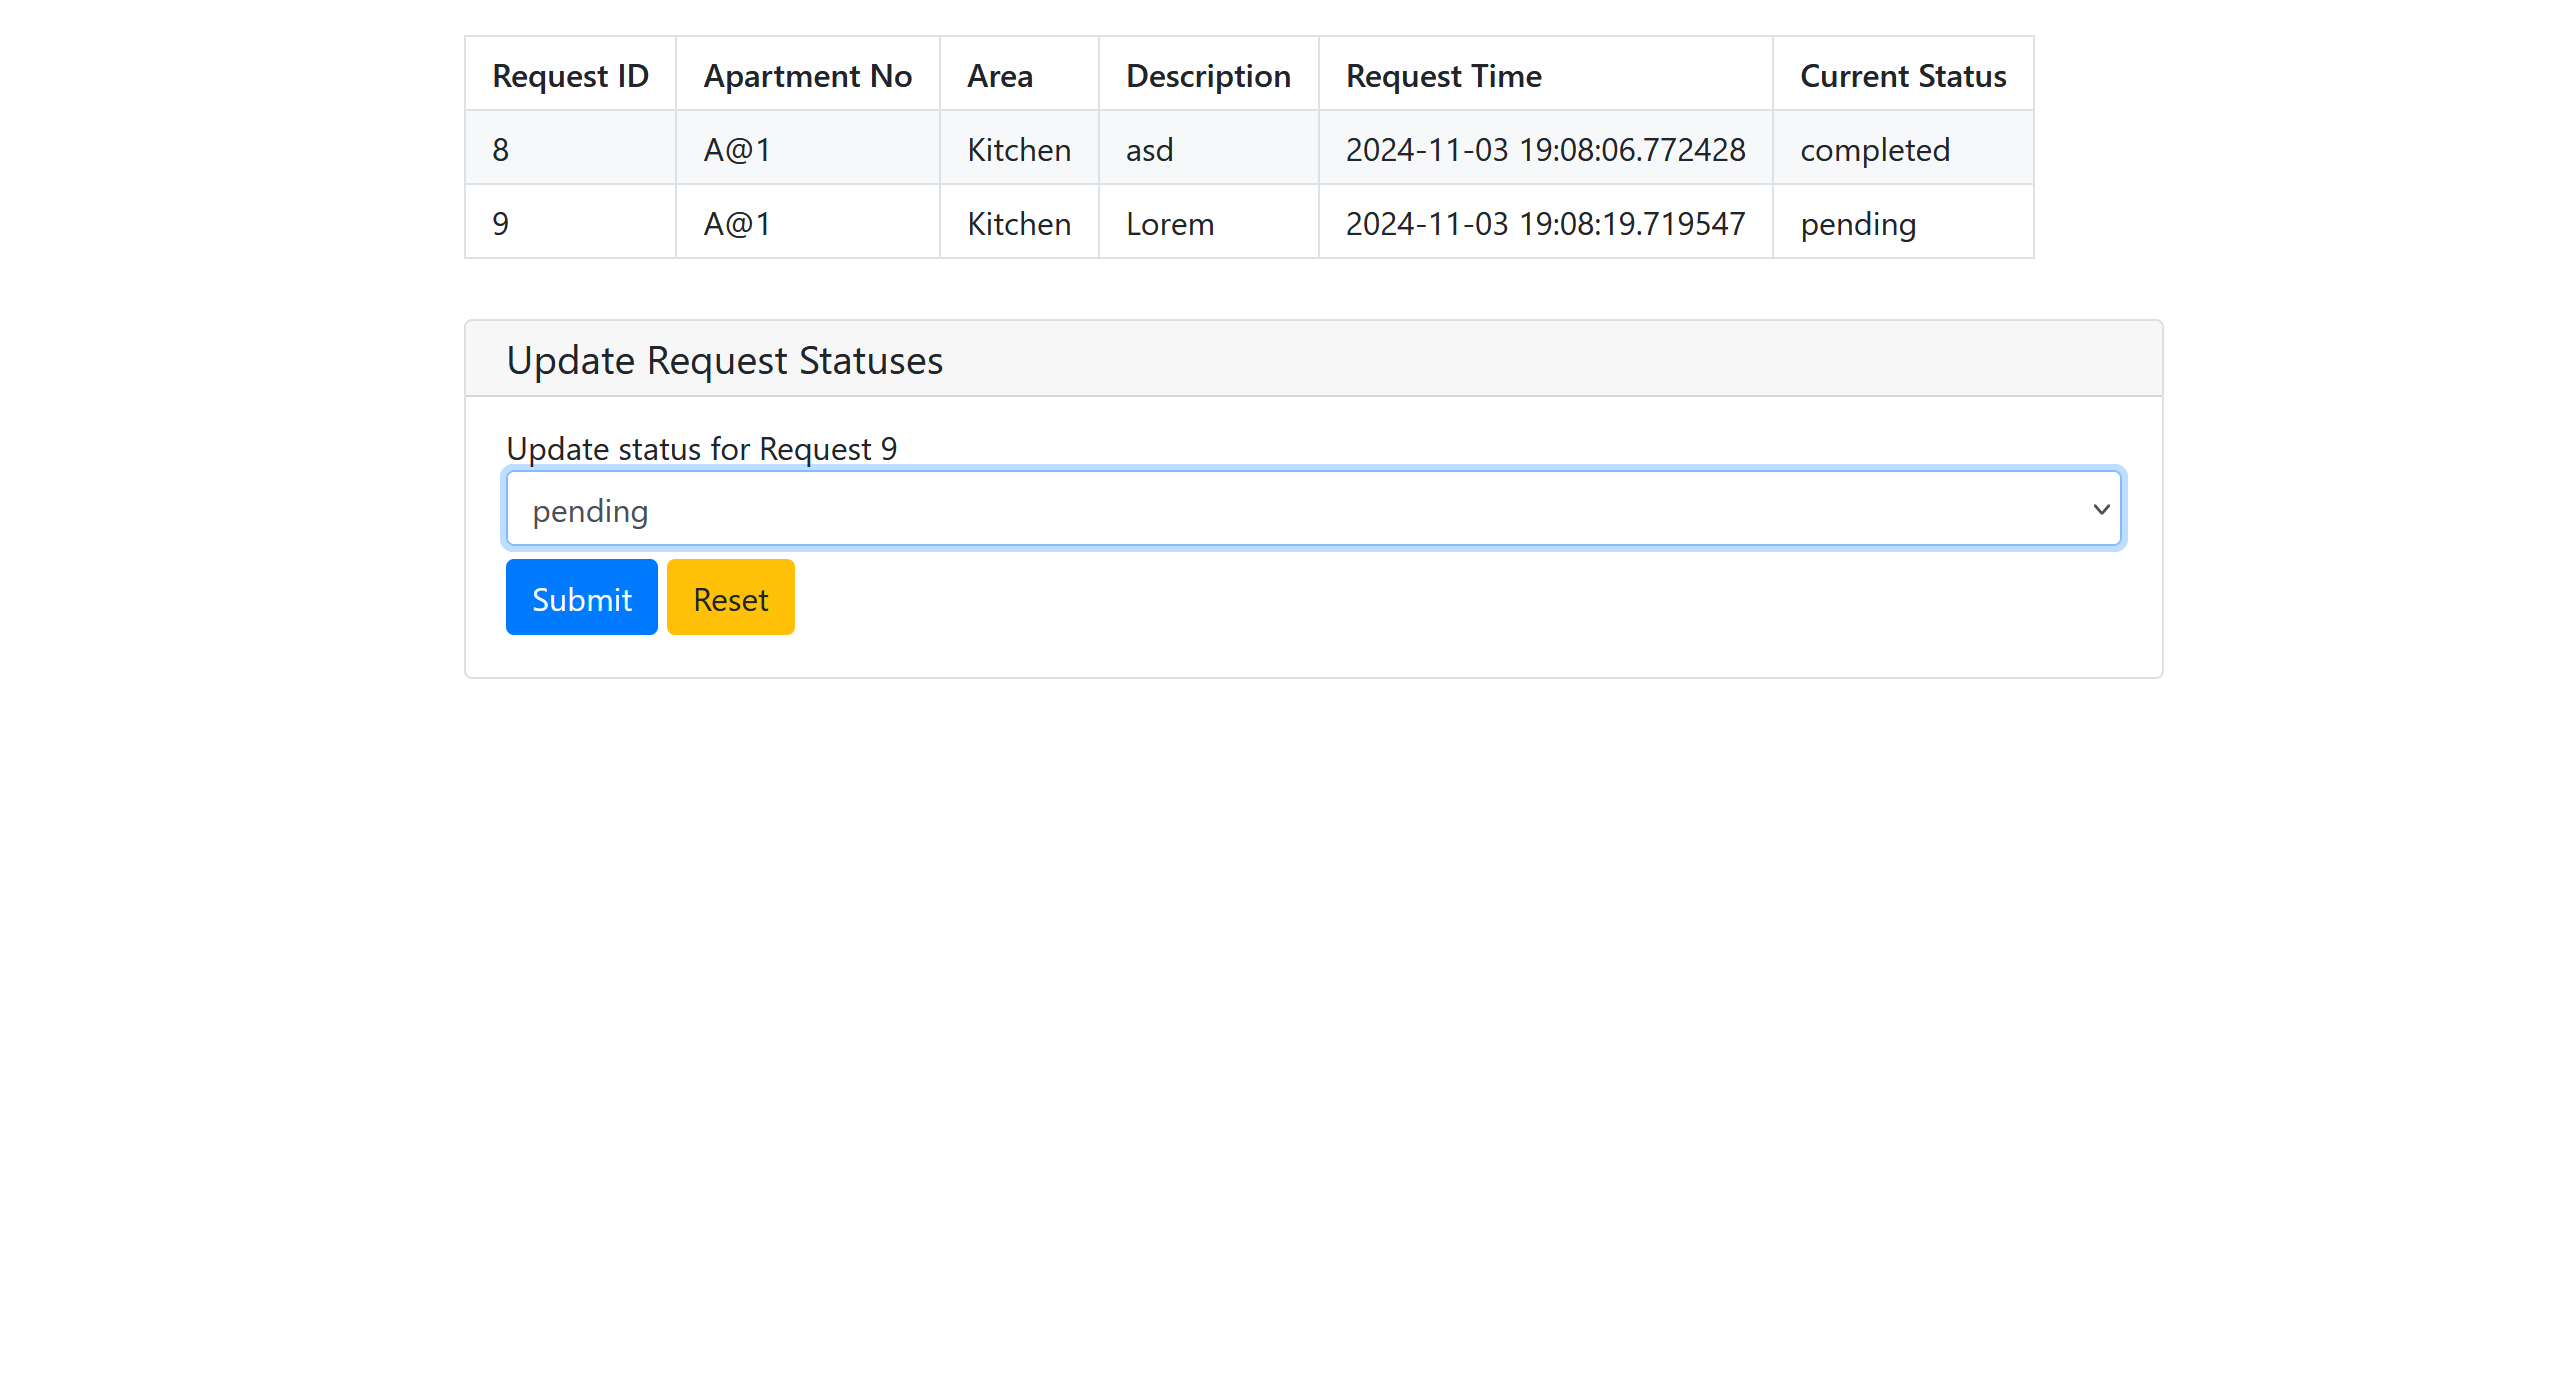 Request ID Apartment No Area Description Request Time Current Status
8 A@1 Kitchen asd 2024-11-03 19:08:06.772428 completed
9 A@1 Kitchen Lorem 2024-11-03 19:08:19.719547 pending
Update Request Statuses
Update status for Request 9
pending
Submit Reset